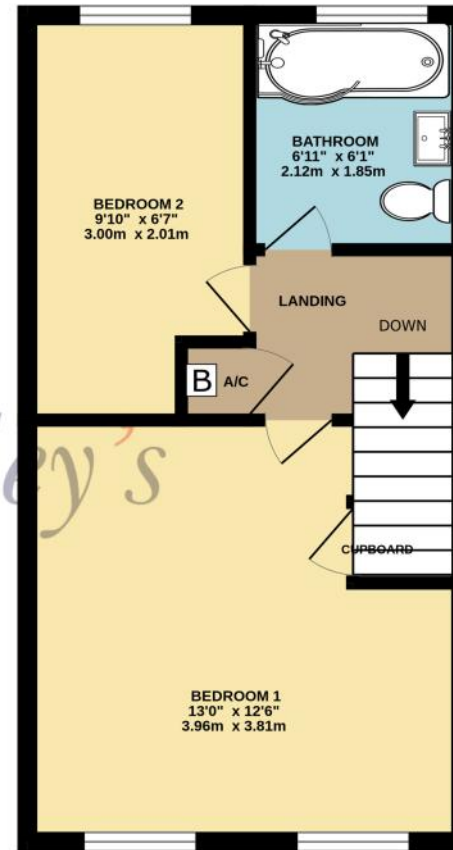 BATHROOM
6'11" x 6'1"
2.12m x 1.85m
BEDROOM 2
9'10" x 6'7"
3.00m x 2.01m
LANDING
DOWN
B A/C
CUPBOARD
BEDROOM 1
13'0" x 12'6"
3.96m x 3.81m